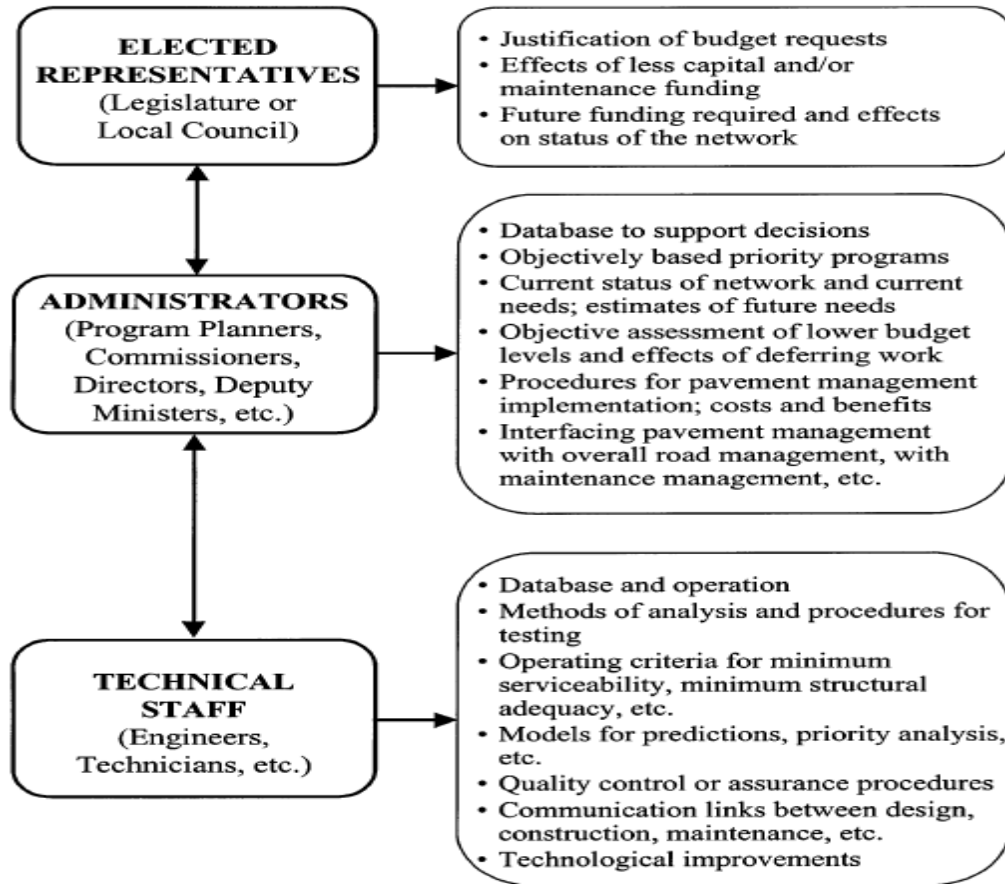 ELECTED
REPRESENTATIVES
(Legislature or
Local Council)
• Justification of budget requests
• Effects of less capital and/or
maintenance funding
• Future funding required and effects
on status of the network
ADMINISTRATORS
(Program Planners,
Commissioners,
Directors, Deputy
Ministers, etc.)
• Database to support decisions
• Objectively based priority programs
• Current status of network and current
needs; estimates of future needs
• Objective assessment of lower budget
levels and effects of deferring work
• Procedures for pavement management
implementation; costs and benefits
• Interfacing pavement management
with overall road management, with
maintenance management, etc.
TECHNICAL
STAFF
(Engineers,
Technicians, etc.)
• Database and operation
• Methods of analysis and procedures for
testing
• Operating criteria for minimum
serviceability, minimum structural
adequacy, etc.
• Models for predictions, priority analysis,
etc.
• Quality control or assurance procedures
• Communication links between design,
construction, maintenance, etc.
• Technological improvements